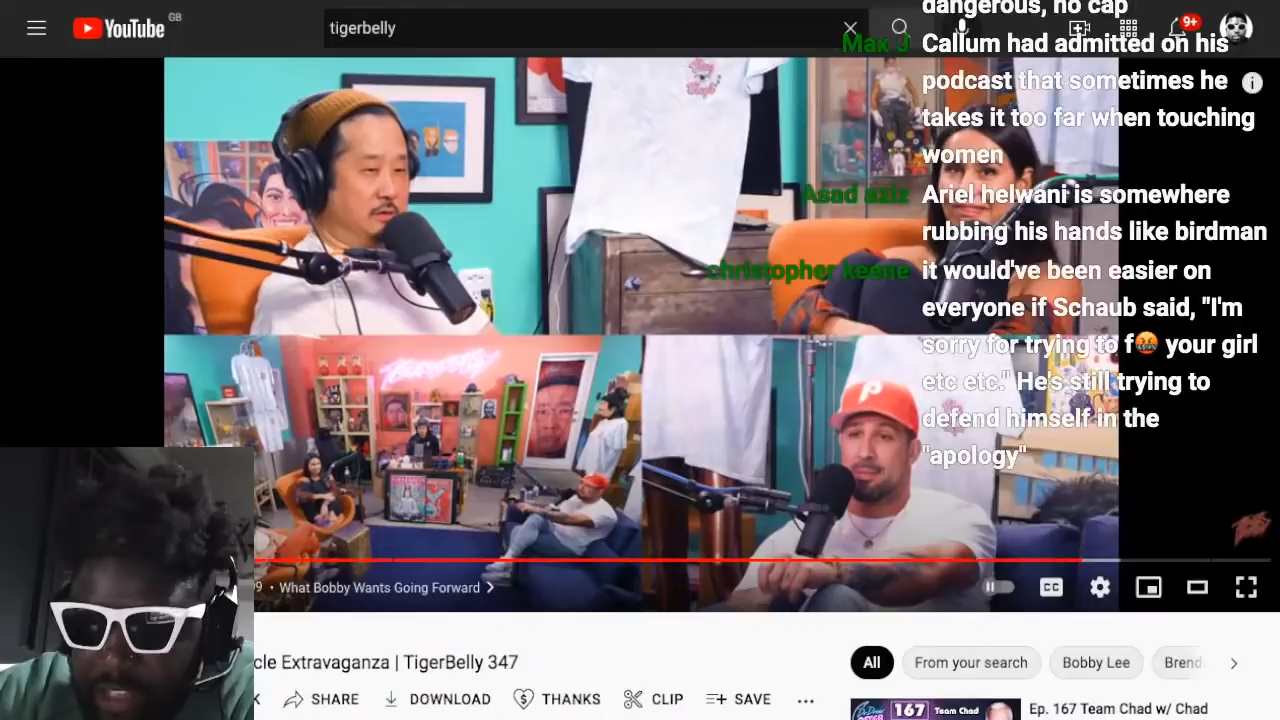 YouTube
GB
tigerbelly
9+
dangerous, no cap
Max J Callum had admitted on his
podcast that sometimes he
takes it too far when touching
women
Asad aziz Ariel helwani is somewhere
rubbing his hands like birdman
christopher keene it would've been easier on
everyone if Schaub said, "I'm
sorry for trying to f🤬 your girl
etc etc." He's still trying to
defend himself in the
"apology"
P
9 • What Bobby Wants Going Forward
CC
cle Extravaganza | TigerBelly 347
SHARE
DOWNLOAD
THANKS
CLIP
SAVE
All
From your search
Bobby Lee
Brend
167 Team Chad
Ep. 167 Team Chad w/ Chad